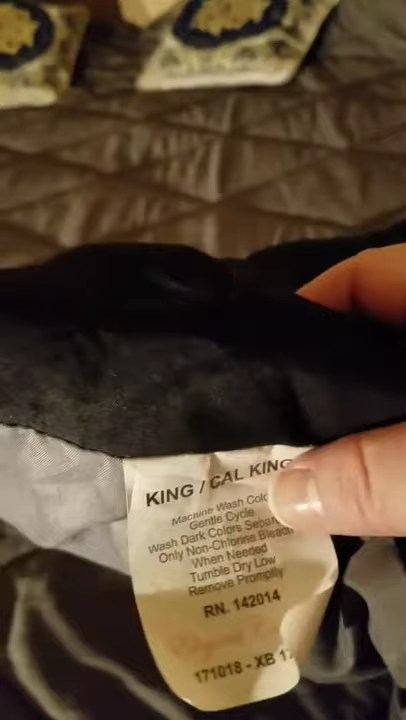 KING / CAL KING
Machine Wash Cold
Gentle Cycle
Wash Dark Colors
Only Non-Chlorine Bleach
When Needed
Tumble Dry Low
Remove Promptly
RN. 142014
171018 - XB